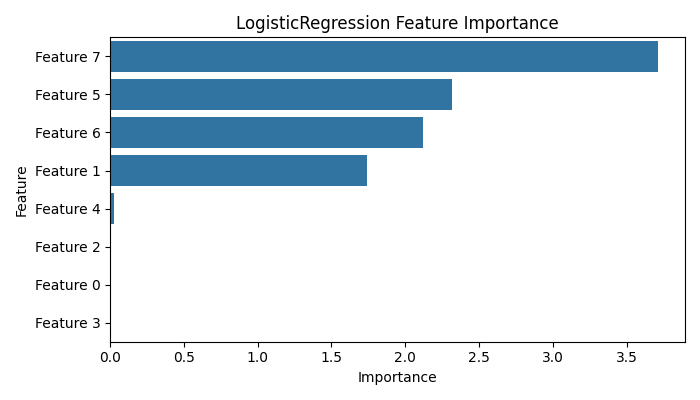 LogisticRegression Feature Importance
Feature
Feature 7
Feature 5
Feature 6
Feature 1
Feature 4
Feature 2
Feature 0
Feature 3
0.0 0.5 1.0 1.5 2.0 2.5 3.0 3.5
Importance